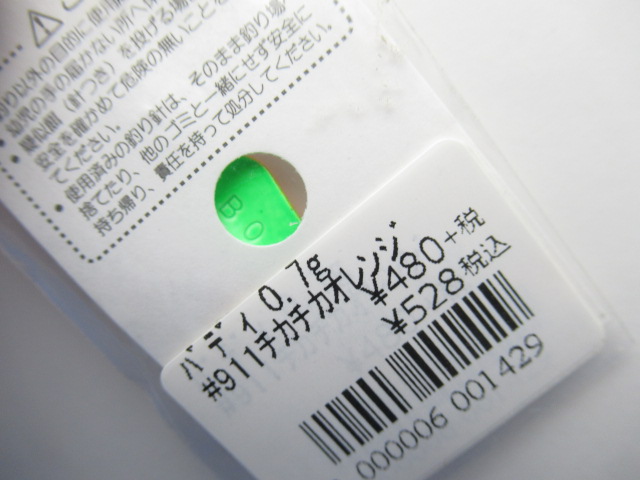 り以外の目的に使用
幼児の手の届かない所へ保
疑似餌（針つき）を投げる場
安全を確かめて危険の無いことを
てください。
• 使用済みの釣り針は、そのまま釣り場
捨てたり、他のゴミと一緒にせず安全に
持ち帰り、責任を持って処分してください。
BO
バディ 0.7g
#911チカチカオレンジ
¥480+税
¥528税込
000006 001429